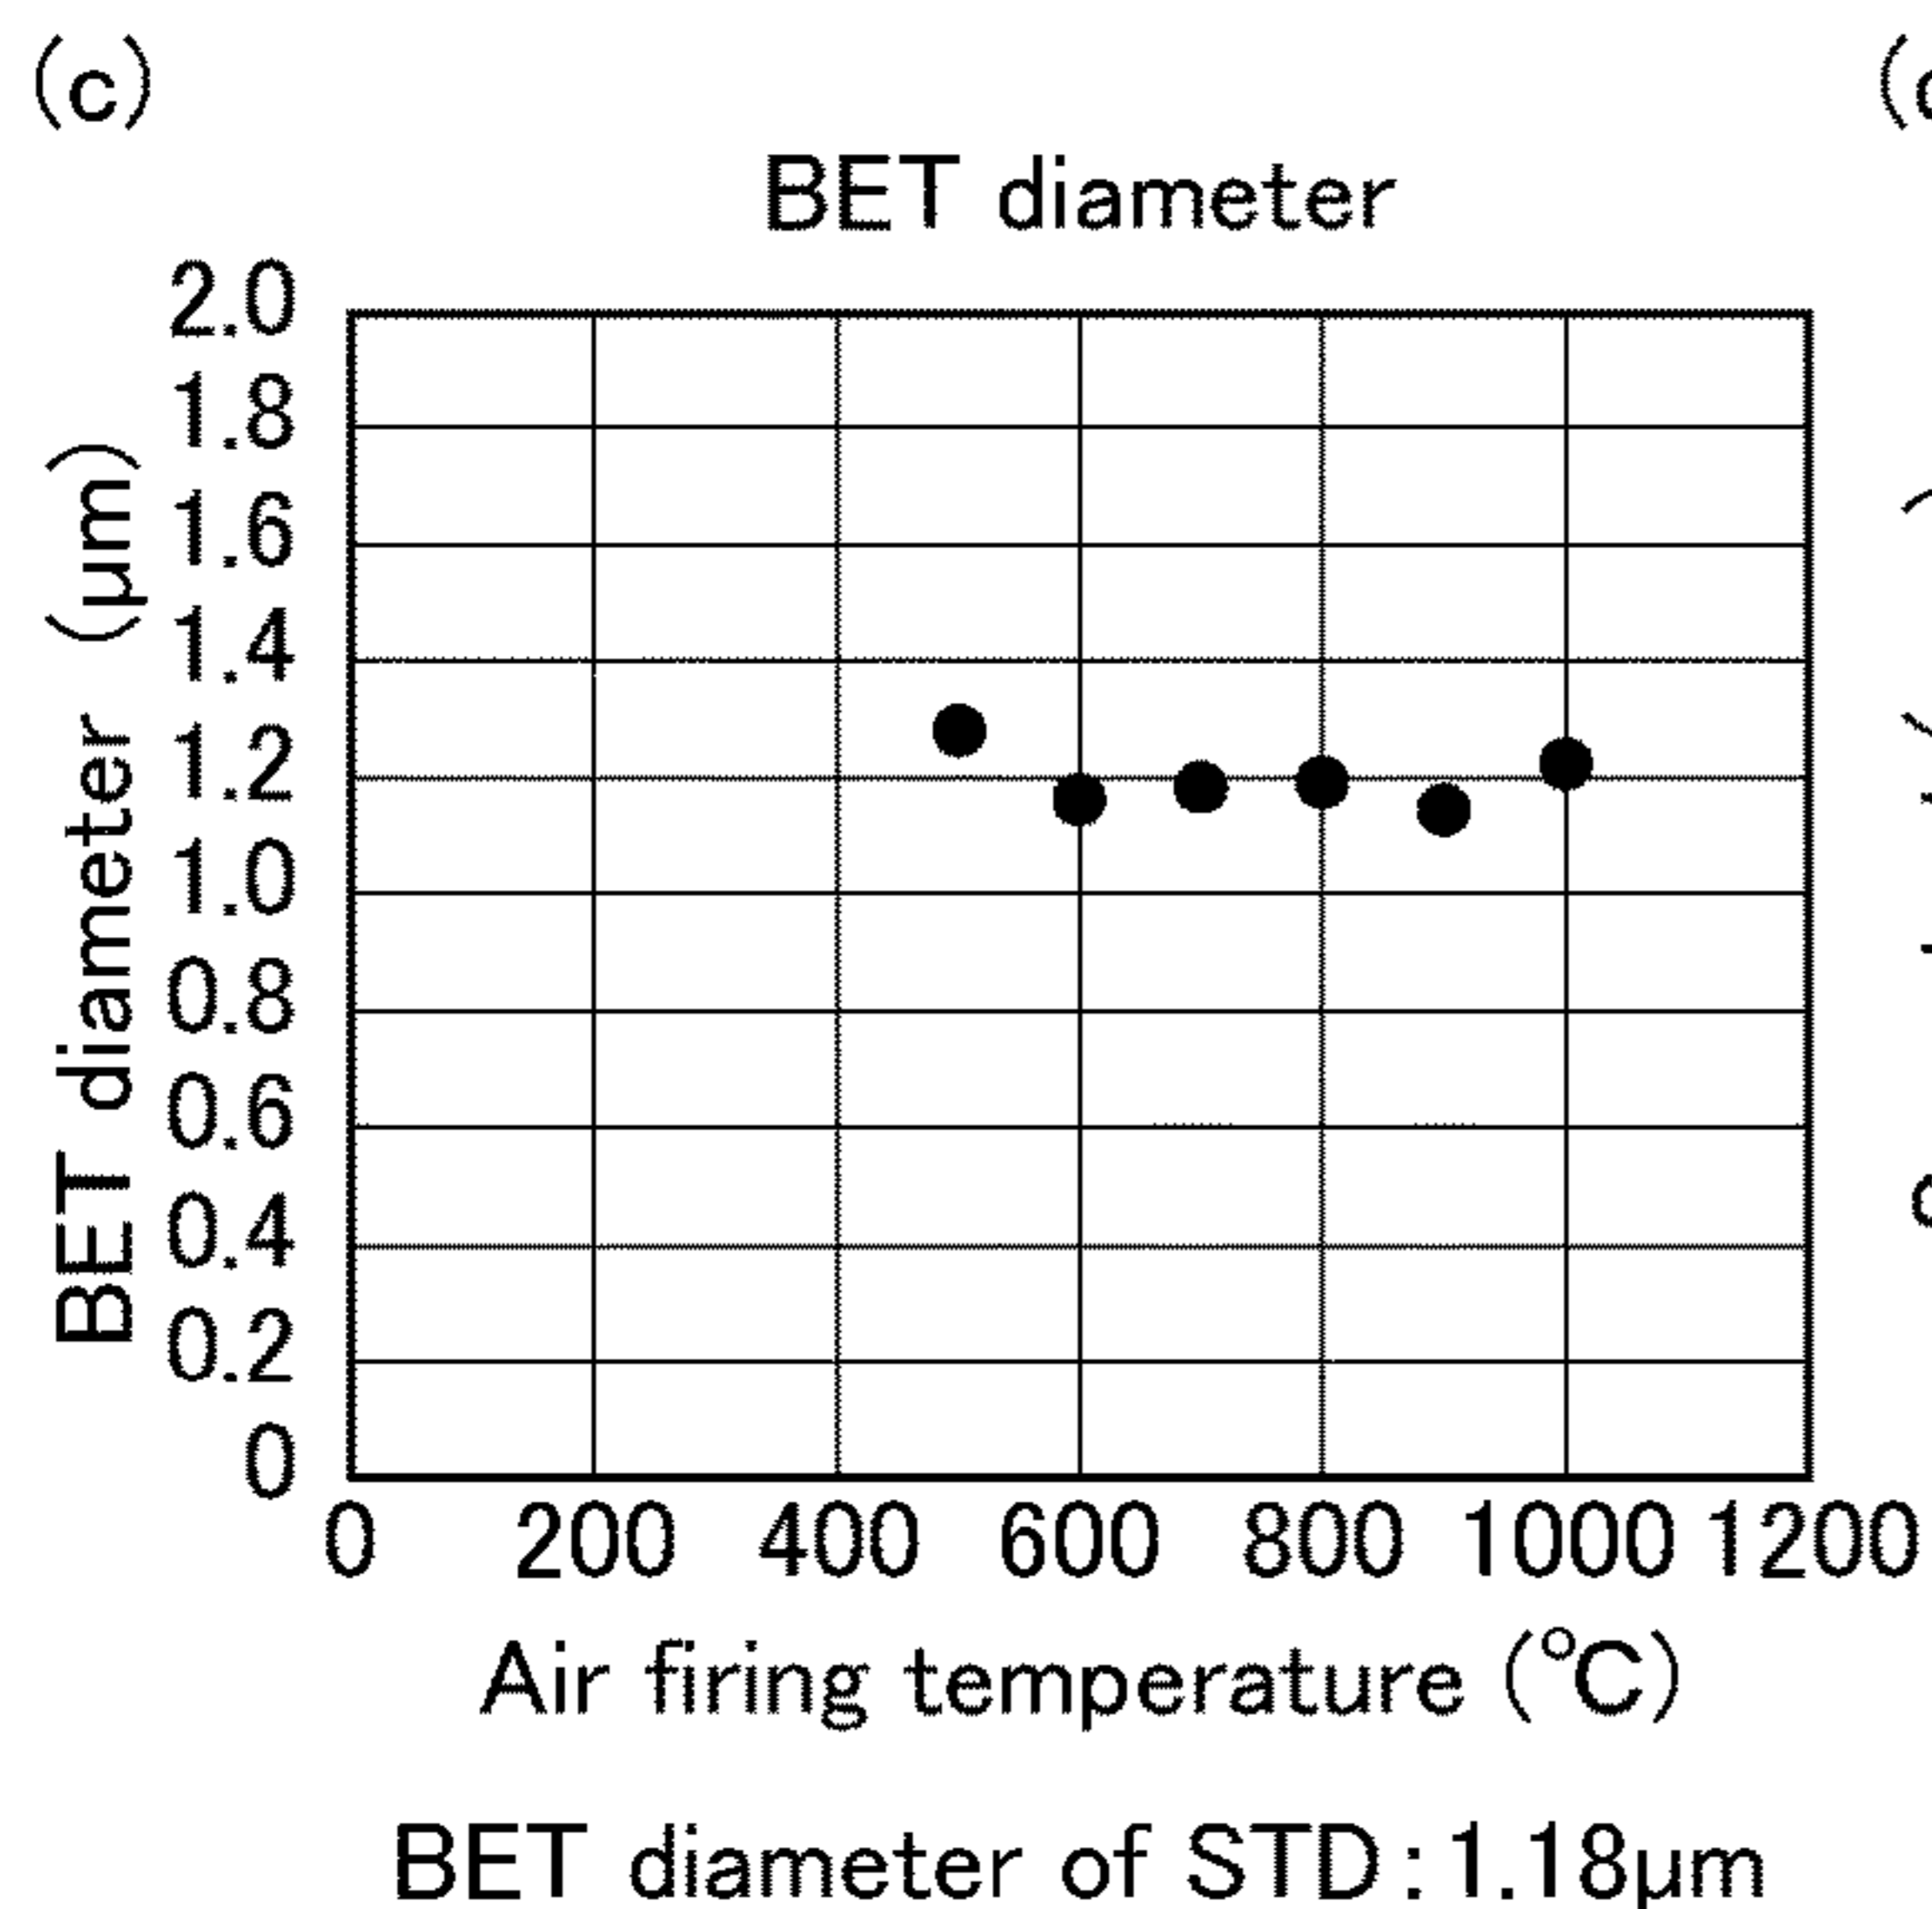 (c)
BET diameter
BET diameter (μm)
2.0
1.8
1.6
1.4
1.2
1.0
0.8
0.6
0.4
0.2
0
0 200 400 600 800 1000 1200
Air firing temperature (℃)
BET diameter of STD:1.18μm